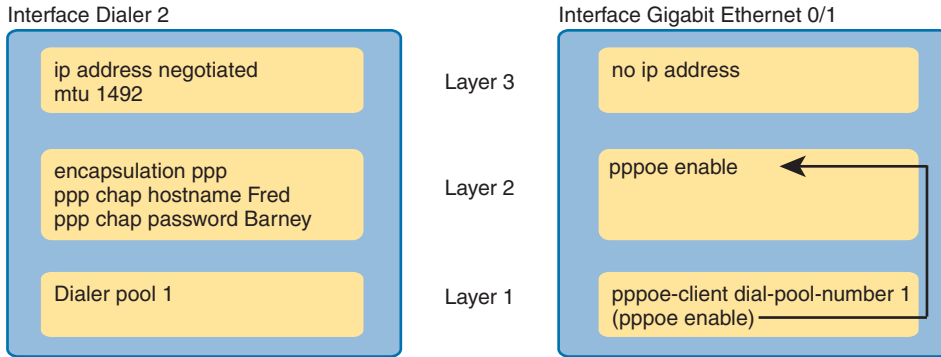 Interface Dialer 2
ip address negotiated
mtu 1492
encapsulation ppp
ppp chap hostname Fred
ppp chap password Barney
Dialer pool 1
Layer 3
Layer 2
Layer 1
Interface Gigabit Ethernet 0/1
no ip address
pppoe enable
pppoe-client dial-pool-number 1
(pppoe enable)